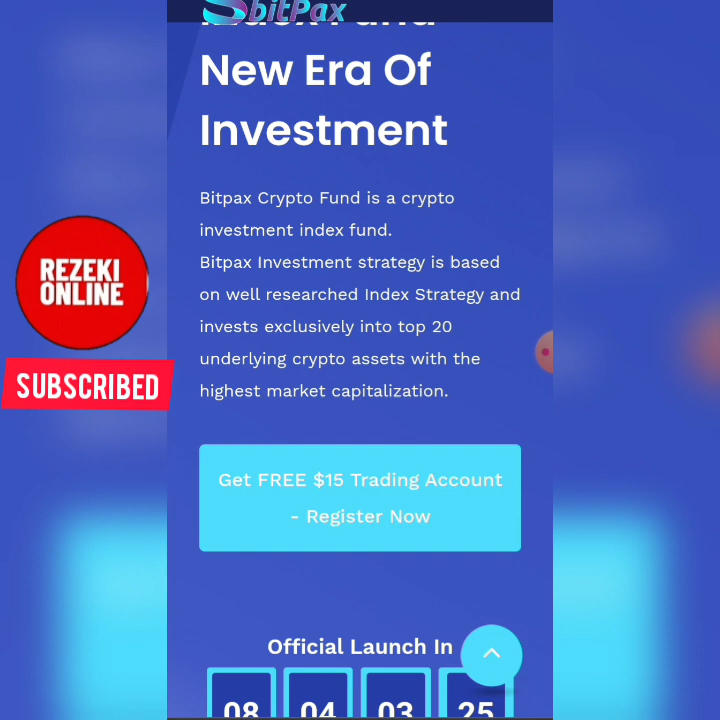 bitPax
Index Fund
New Era Of
Investment
Bitpax Crypto Fund is a crypto
investment index fund.
Bitpax Investment strategy is based
on well researched Index Strategy and
invests exclusively into top 20
underlying crypto assets with the
highest market capitalization.
REZEKI
ONLINE
SUBSCRIBED
Get FREE $15 Trading Account
- Register Now
Official Launch In
08 04 03 25